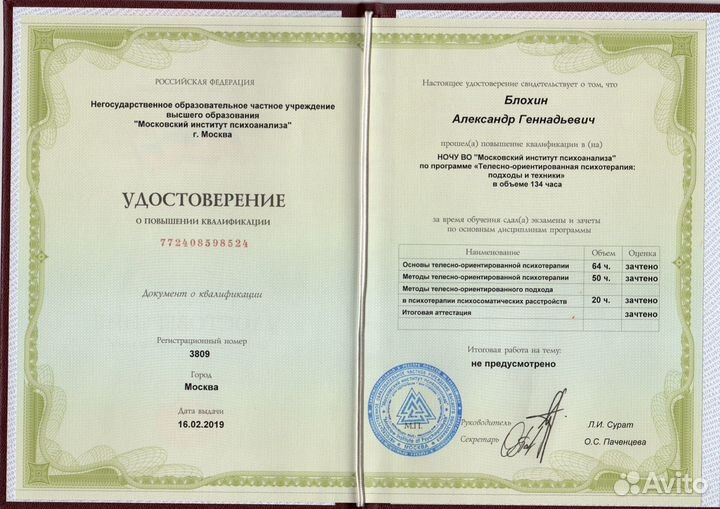 РОССИЙСКАЯ ФЕДЕРАЦИЯ
Негосударственное образовательное частное учреждение
высшего образования
"Московский институт психоанализа"
г. Москва
УДОСТОВЕРЕНИЕ
О ПОВЫШЕНИИ КВАЛИФИКАЦИИ
772408598524
Документ о квалификации
Регистрационный номер
3809
Город
Москва
Дата выдачи
16.02.2019
Настоящее удостоверение свидетельствует о том, что
Блохин
Александр Геннадьевич
прошел(а) повышение квалификации в (на)
НОЧУ ВО "Московский институт психоанализа"
по программе «Телесно-ориентированная психотерапия:
подходы и техники»
в объеме 134 часа
за время обучения сдал(а) экзамены и зачеты
по основным дисциплинам программы
Наименование Объем Оценка
Основы телесно-ориентированной психотерапии 64 ч. зачтено
Методы телесно-ориентированной психотерапии 50 ч. зачтено
Методы телесно-ориентированного подхода
в психотерапии психосоматических расстройств 20 ч. зачтено
Итоговая аттестация зачтено
Итоговая работа на тему:
не предусмотрено
М.П.
Руководитель Л.И. Сурат
Секретарь О.С. Паченцева
МОСКВА
Avito